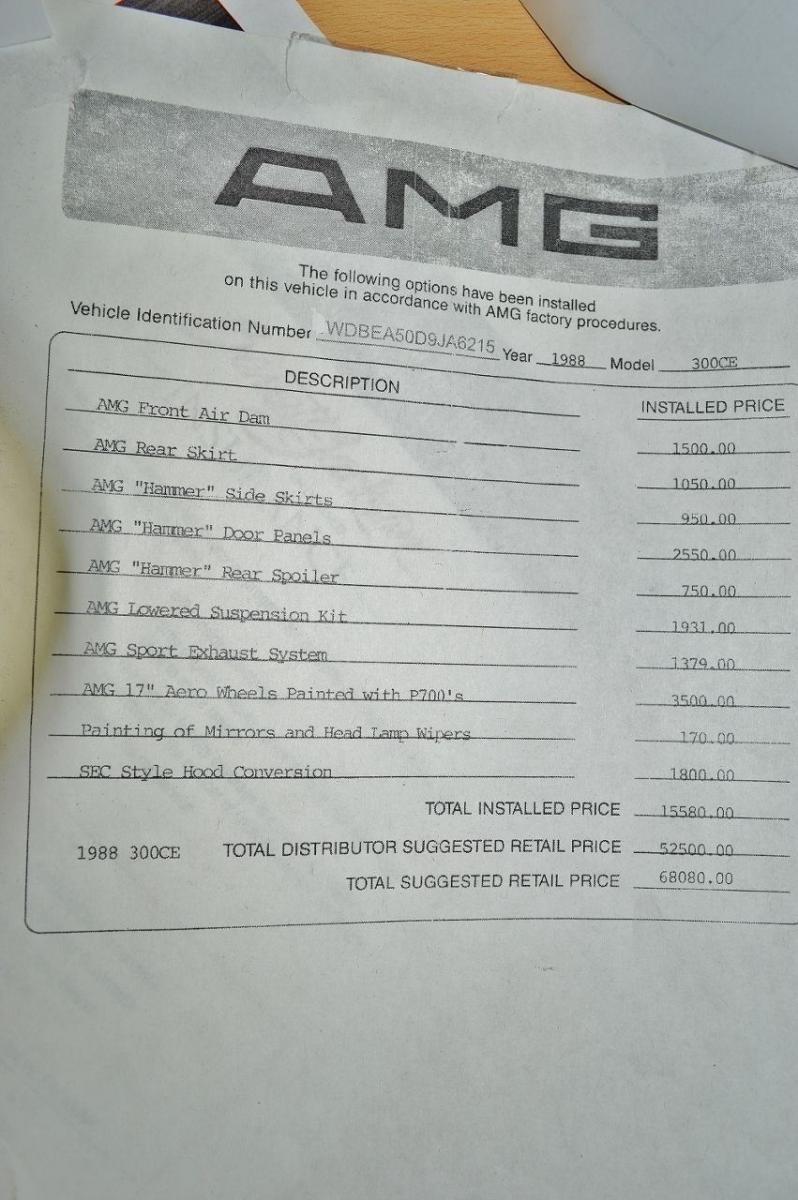 AMG
The following options have been installed
on this vehicle in accordance with AMG factory procedures.
Vehicle Identification Number WDBEA50D9JA6215 Year 1988 Model 300CE
DESCRIPTION INSTALLED PRICE
AMG Front Air Dam 1500.00
AMG Rear Skirt 1050.00
AMG "Hammer" Side Skirts 950.00
AMG "Hammer" Door Panels 2550.00
AMG "Hammer" Rear Spoiler 750.00
AMG Lowered Suspension Kit 1931.00
AMG Sport Exhaust System 1379.00
AMG 17" Aero Wheels Painted with P700's 3500.00
Painting of Mirrors and Head Lamp Wipers 170.00
SEC Style Hood Conversion 1800.00
TOTAL INSTALLED PRICE 15580.00
1988 300CE TOTAL DISTRIBUTOR SUGGESTED RETAIL PRICE 52500.00
TOTAL SUGGESTED RETAIL PRICE 68080.00